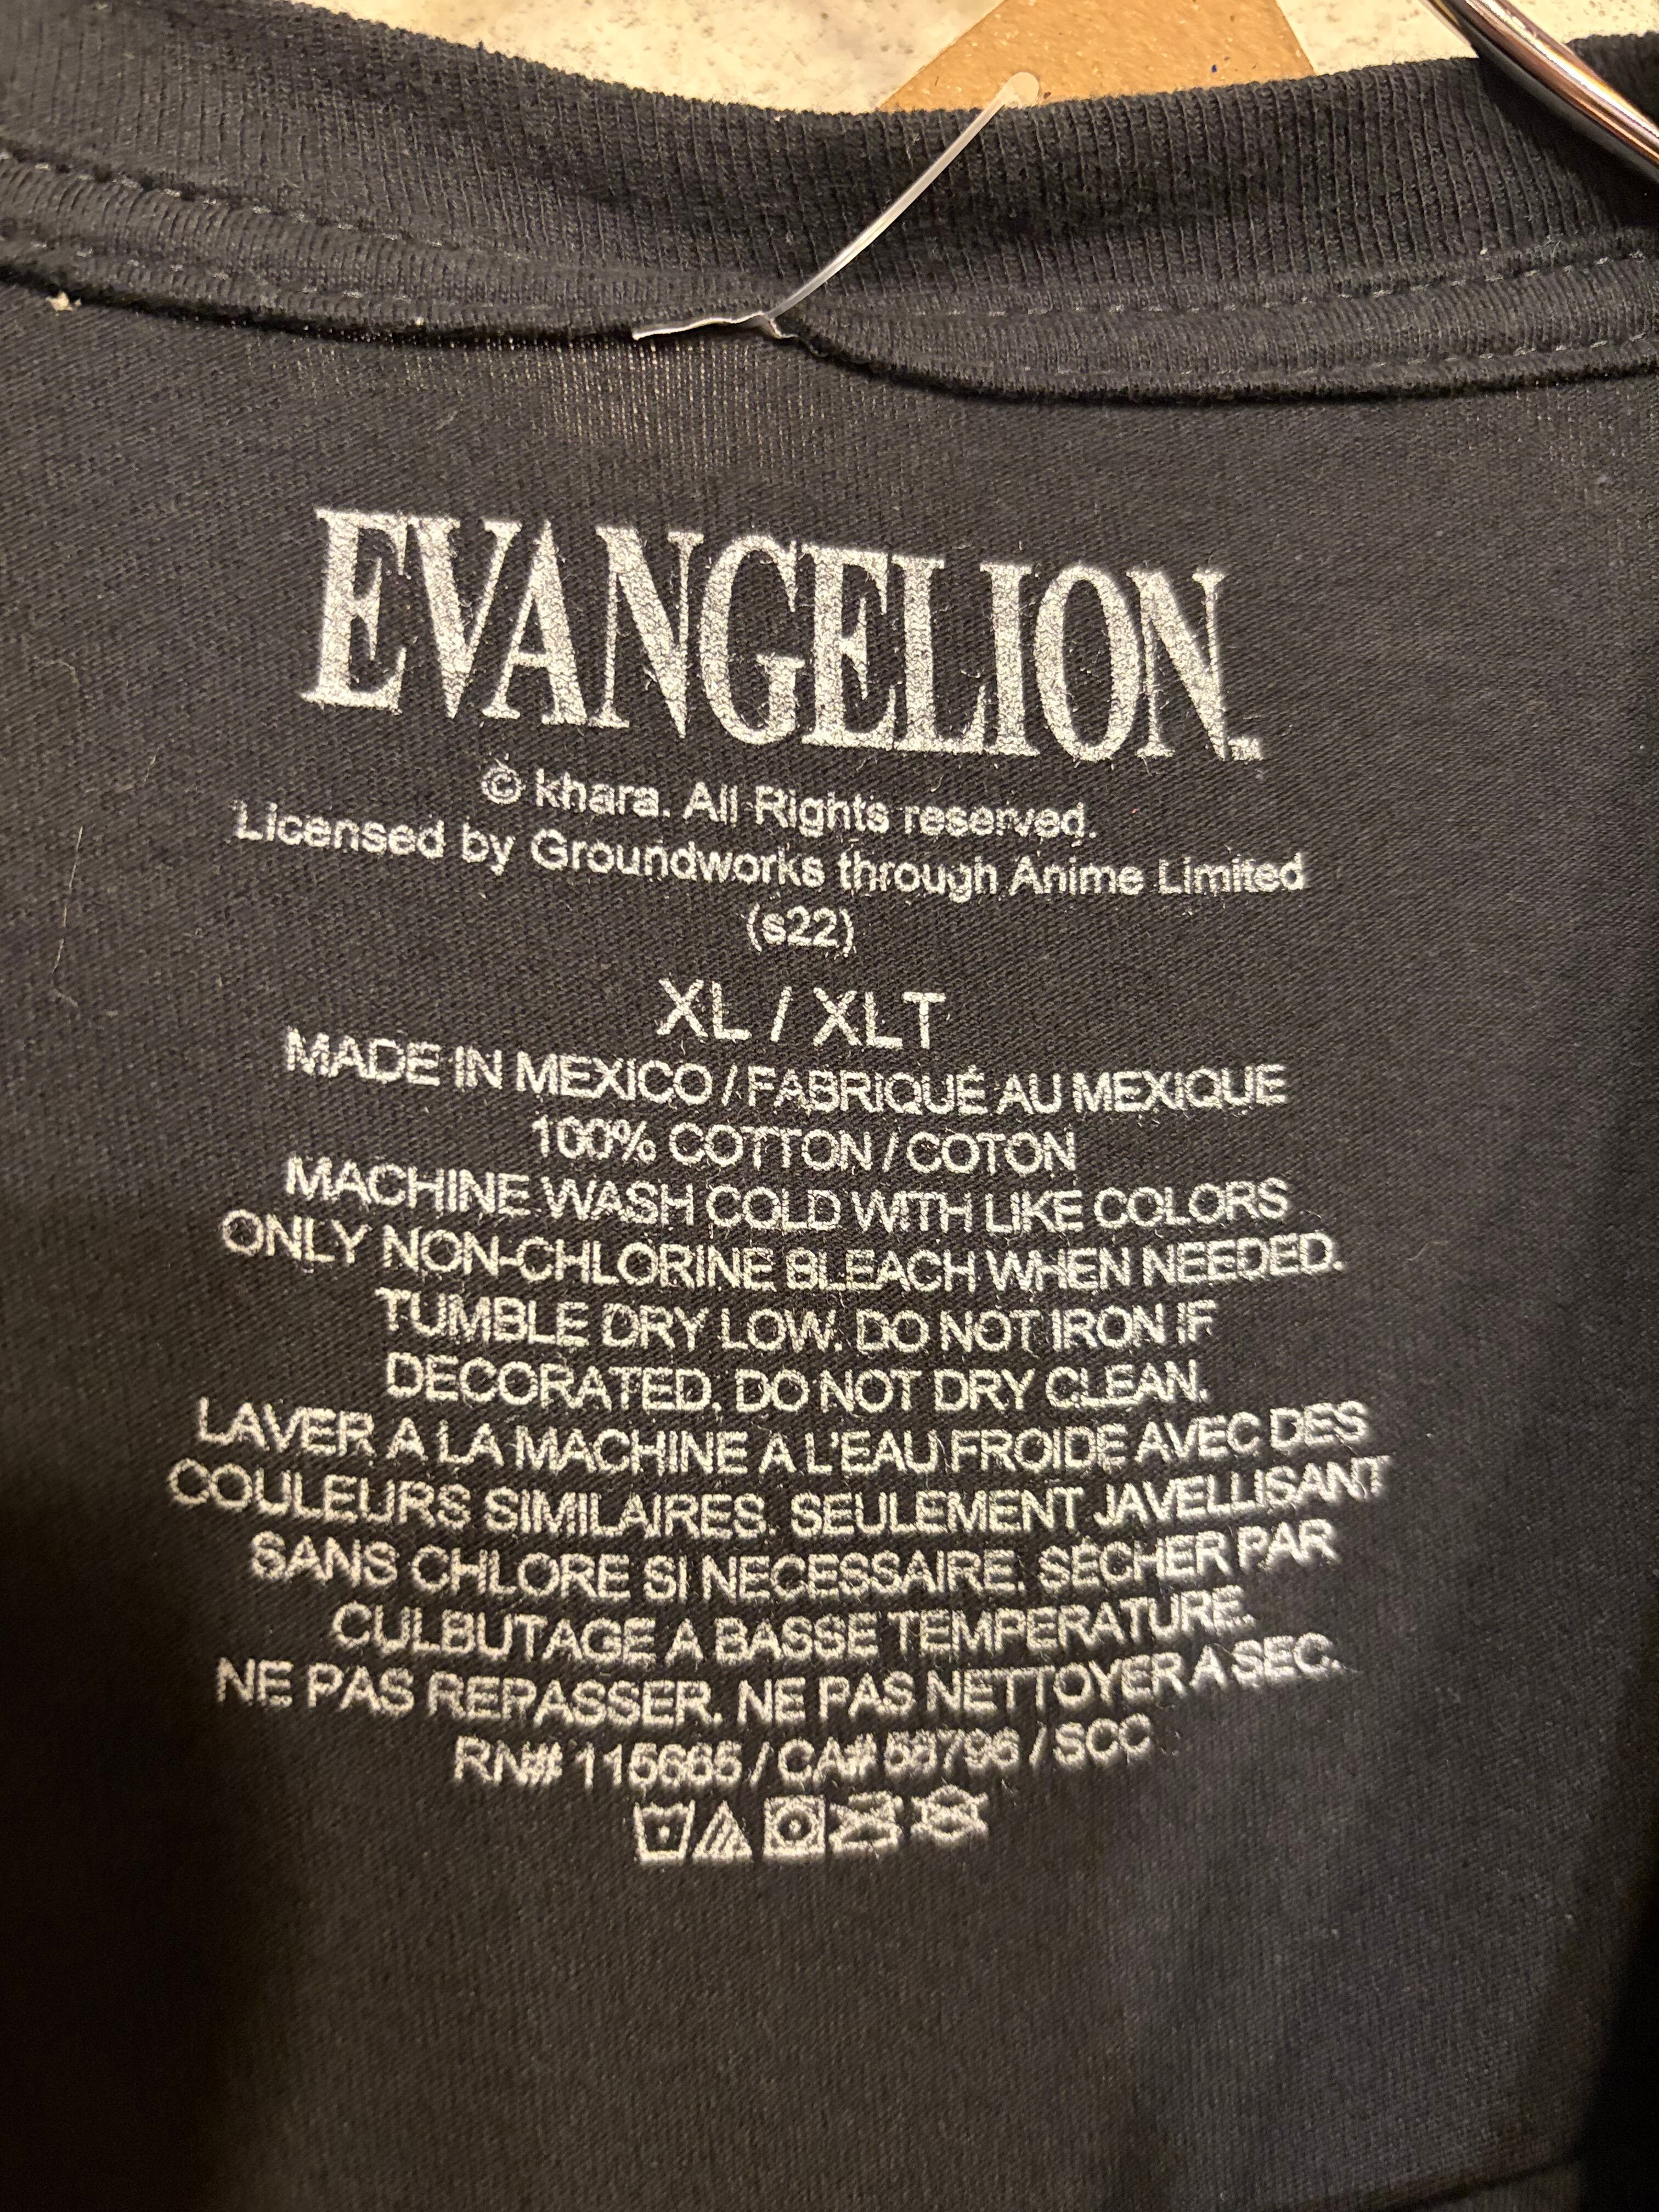 EVANGELION™
© khara. All Rights reserved.
Licensed by Groundworks through Anime Limited
(s22)
XL / XLT
MADE IN MEXICO / FABRIQUÉ AU MEXIQUE
100% COTTON / COTON
MACHINE WASH COLD WITH LIKE COLORS
ONLY NON-CHLORINE BLEACH WHEN NEEDED.
TUMBLE DRY LOW. DO NOT IRON IF
DECORATED. DO NOT DRY CLEAN.
LAVER A LA MACHINE A L'EAU FROIDE AVEC DES
COULEURS SIMILAIRES. SEULEMENT JAVELLISANT
SANS CHLORE SI NECESSAIRE. SÉCHER PAR
CULBUTAGE A BASSE TEMPERATURE.
NE PAS REPASSER. NE PAS NETTOYER A SEC.
RN# 115665 / CA# / SCC